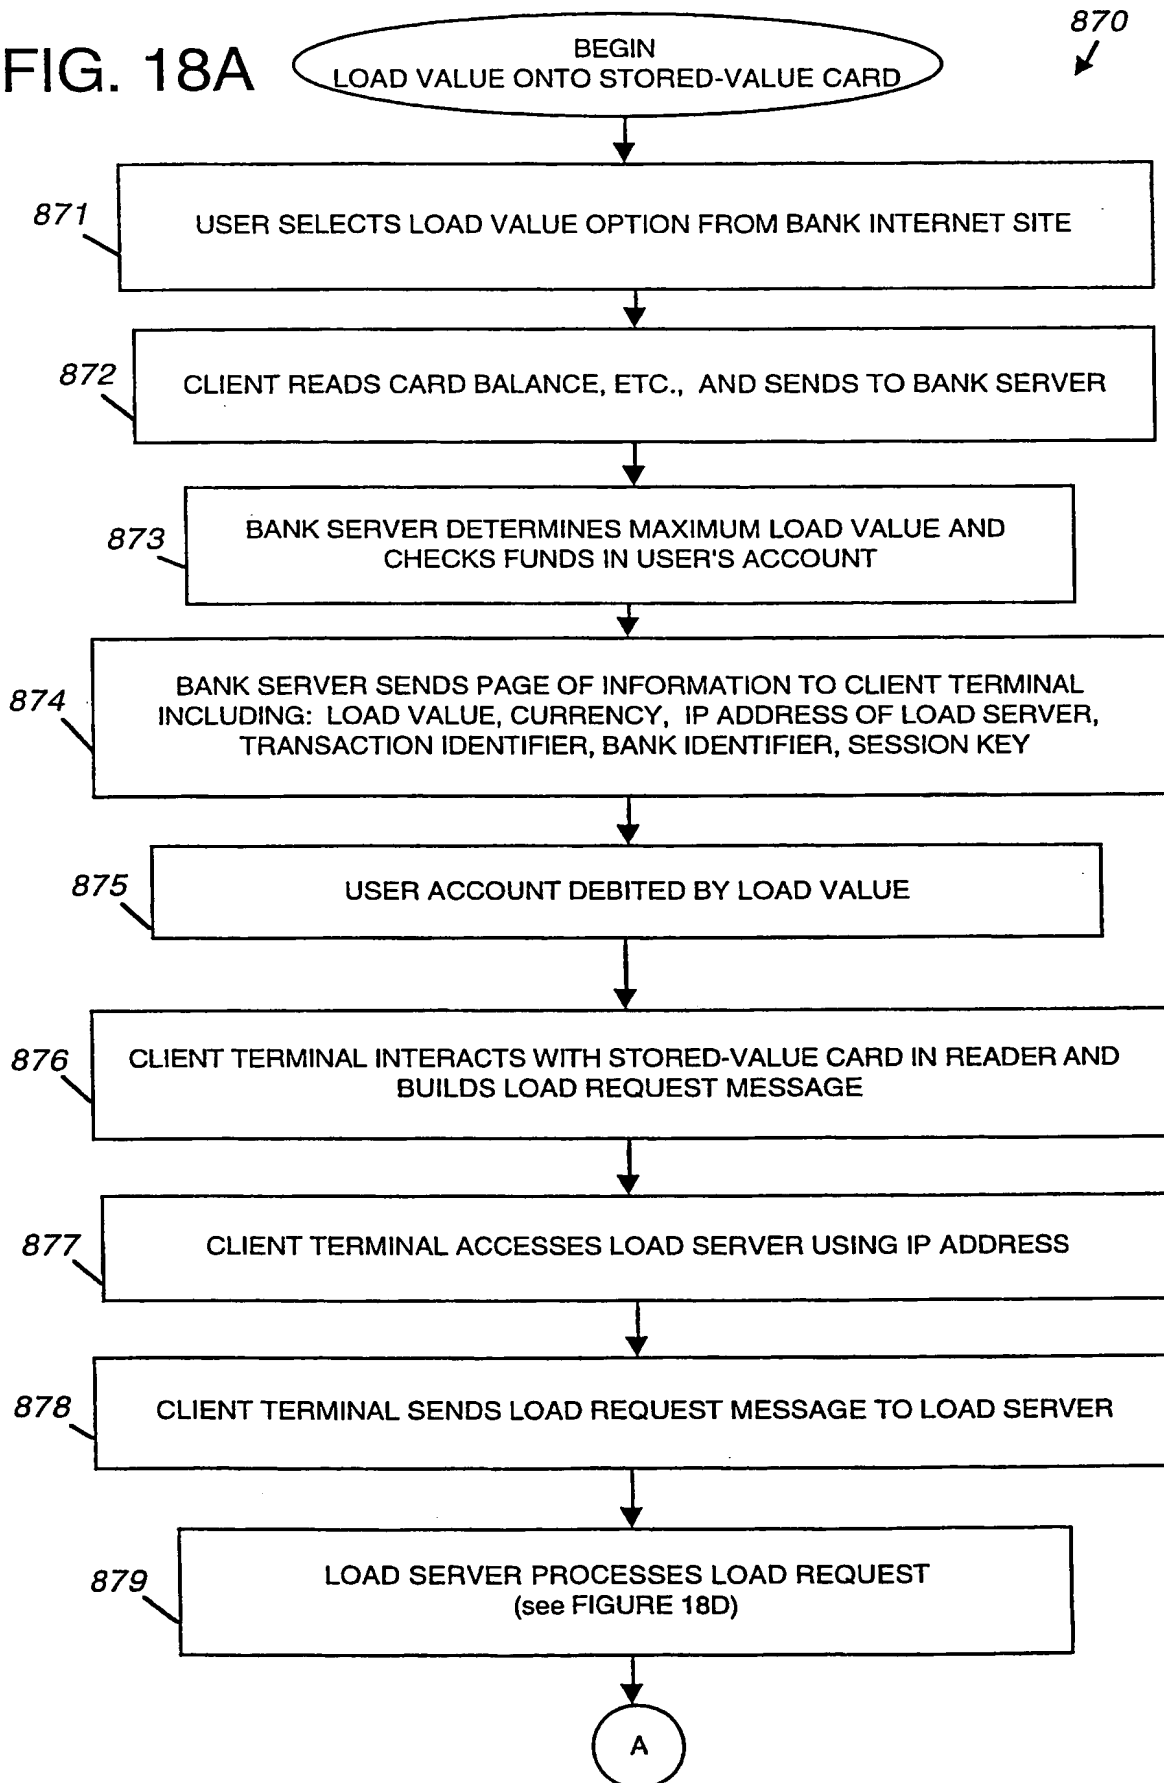 FIG. 18A
BEGIN
LOAD VALUE ONTO STORED-VALUE CARD
870
871
USER SELECTS LOAD VALUE OPTION FROM BANK INTERNET SITE
872
CLIENT READS CARD BALANCE, ETC., AND SENDS TO BANK SERVER
873
BANK SERVER DETERMINES MAXIMUM LOAD VALUE AND
CHECKS FUNDS IN USER'S ACCOUNT
874
BANK SERVER SENDS PAGE OF INFORMATION TO CLIENT TERMINAL
INCLUDING: LOAD VALUE, CURRENCY, IP ADDRESS OF LOAD SERVER,
TRANSACTION IDENTIFIER, BANK IDENTIFIER, SESSION KEY
875
USER ACCOUNT DEBITED BY LOAD VALUE
876
CLIENT TERMINAL INTERACTS WITH STORED-VALUE CARD IN READER AND
BUILDS LOAD REQUEST MESSAGE
877
CLIENT TERMINAL ACCESSES LOAD SERVER USING IP ADDRESS
878
CLIENT TERMINAL SENDS LOAD REQUEST MESSAGE TO LOAD SERVER
879
LOAD SERVER PROCESSES LOAD REQUEST
(see FIGURE 18D)
A